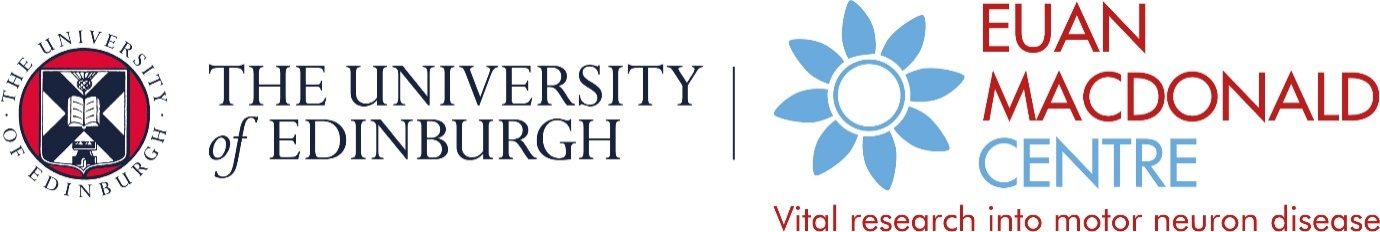 THE UNIVERSITY OF EDINBURGH
THE UNIVERSITY
of EDINBURGH
EUAN
MACDONALD
CENTRE
Vital research into motor neuron disease